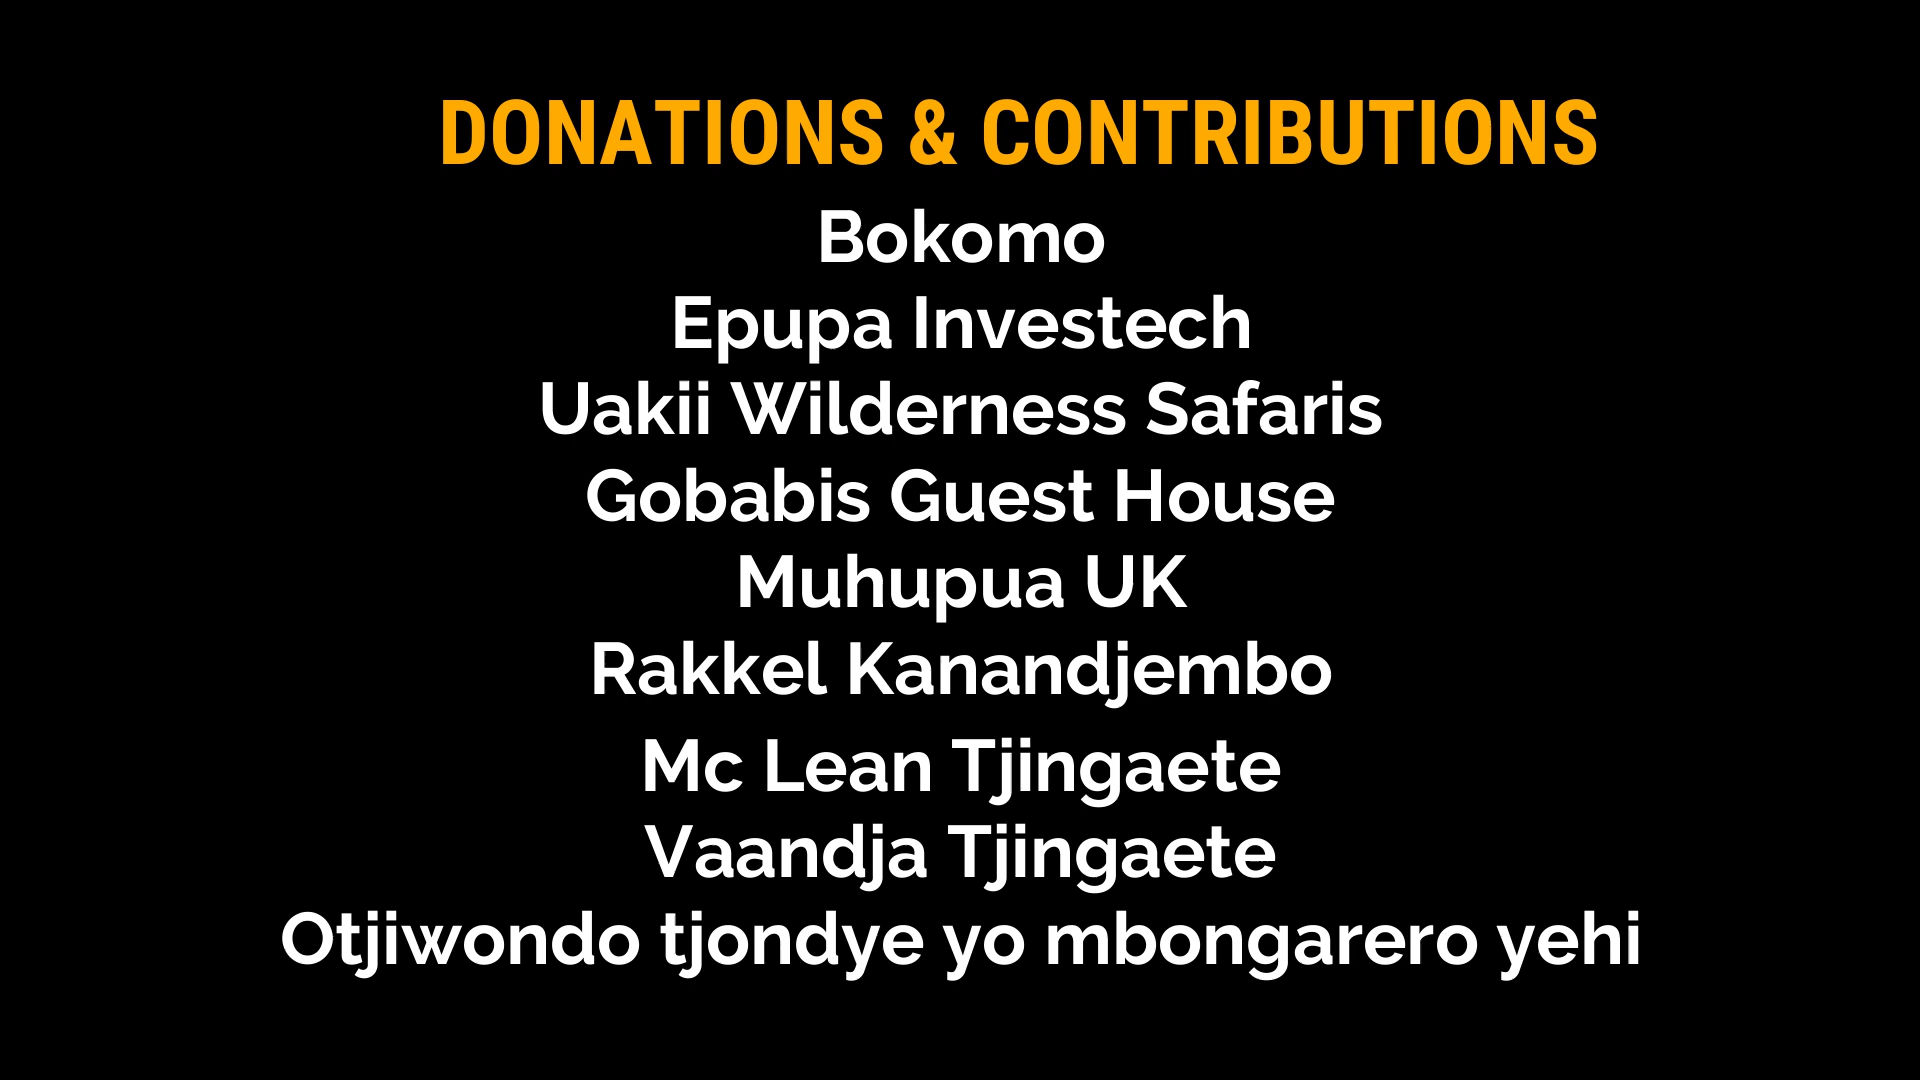 DONATIONS & CONTRIBUTIONS
Bokomo
Epupa Investech
Uakii Wilderness Safaris
Gobabis Guest House
Muhupua UK
Rakkel Kanandjembo
Mc Lean Tjingaete
Vaandja Tjingaete
Otjiwondo tjondye yo mbongarero yehi